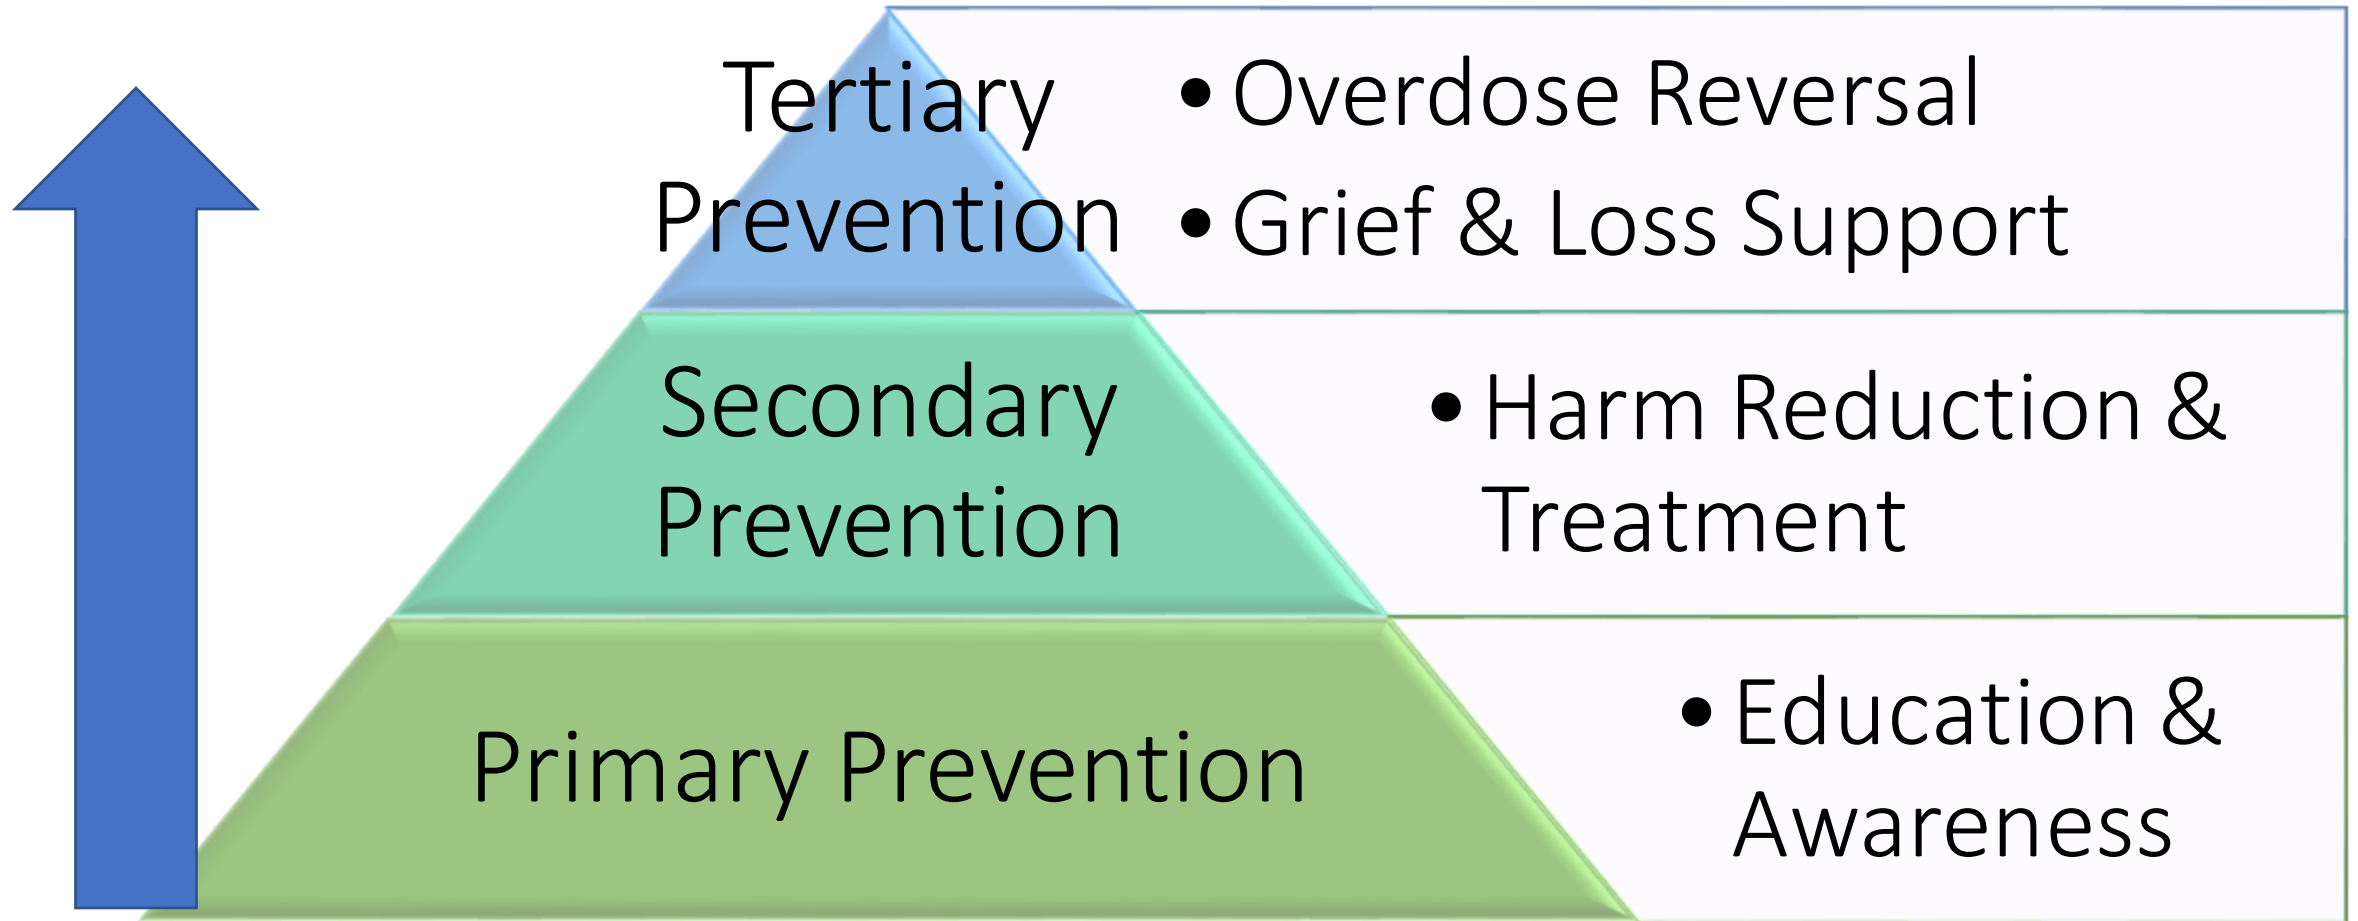 Tertiary
Prevention
• Overdose Reversal
• Grief & Loss Support
Secondary
Prevention
• Harm Reduction &
Treatment
Primary Prevention
• Education &
Awareness